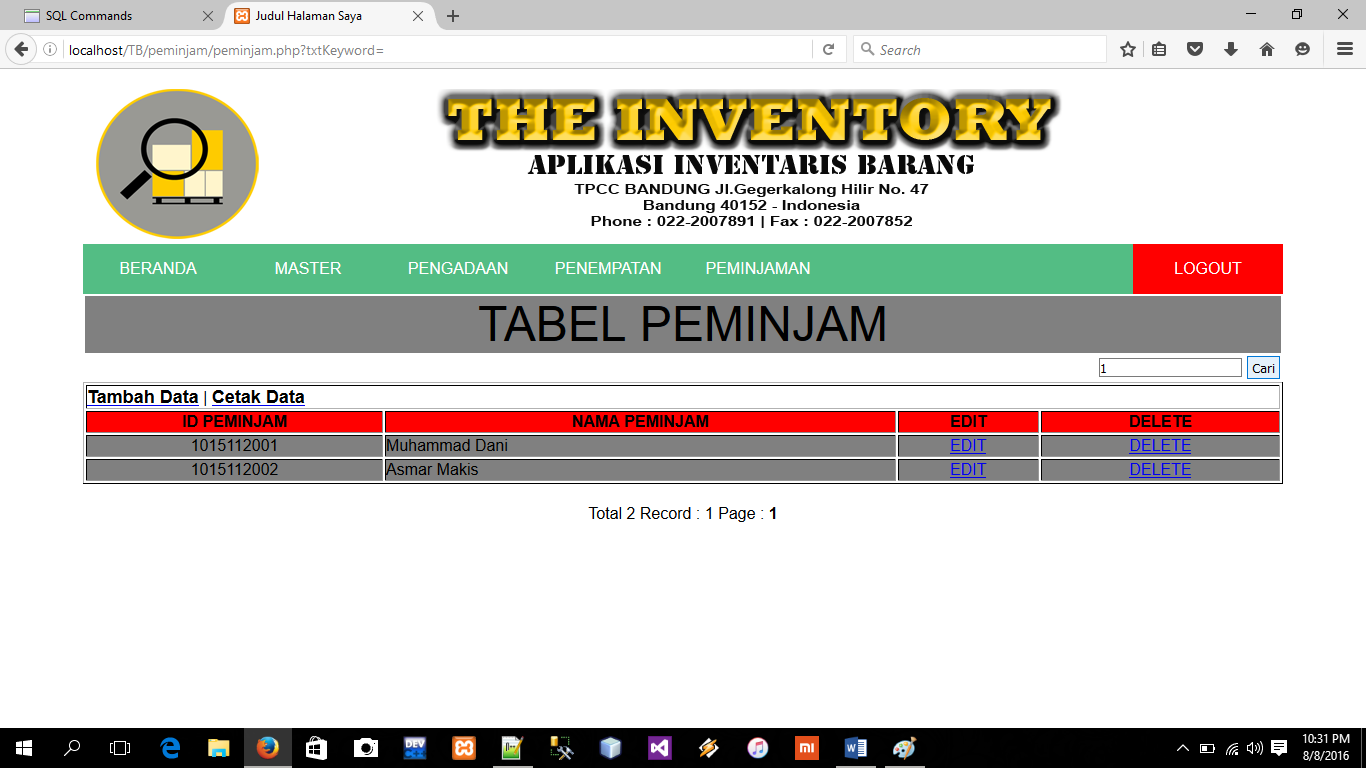 SQL Commands
Judul Halaman Saya
localhost/TB/peminjam/peminjam.php?txtKeyword=
Search
THE INVENTORY
APLIKASI INVENTARIS BARANG
TPCC BANDUNG Jl.Gegerkalong Hilir No. 47
Bandung 40152 - Indonesia
Phone : 022-2007891 | Fax : 022-2007852
BERANDA MASTER PENGADAAN PENEMPATAN PEMINJAMAN LOGOUT
TABEL PEMINJAM
1 Cari
Tambah Data | Cetak Data
ID PEMINJAM NAMA PEMINJAM EDIT DELETE
1015112001 Muhammad Dani EDIT DELETE
1015112002 Asmar Makis EDIT DELETE
Total 2 Record : 1 Page : 1
DEV
10:31 PM
8/8/2016